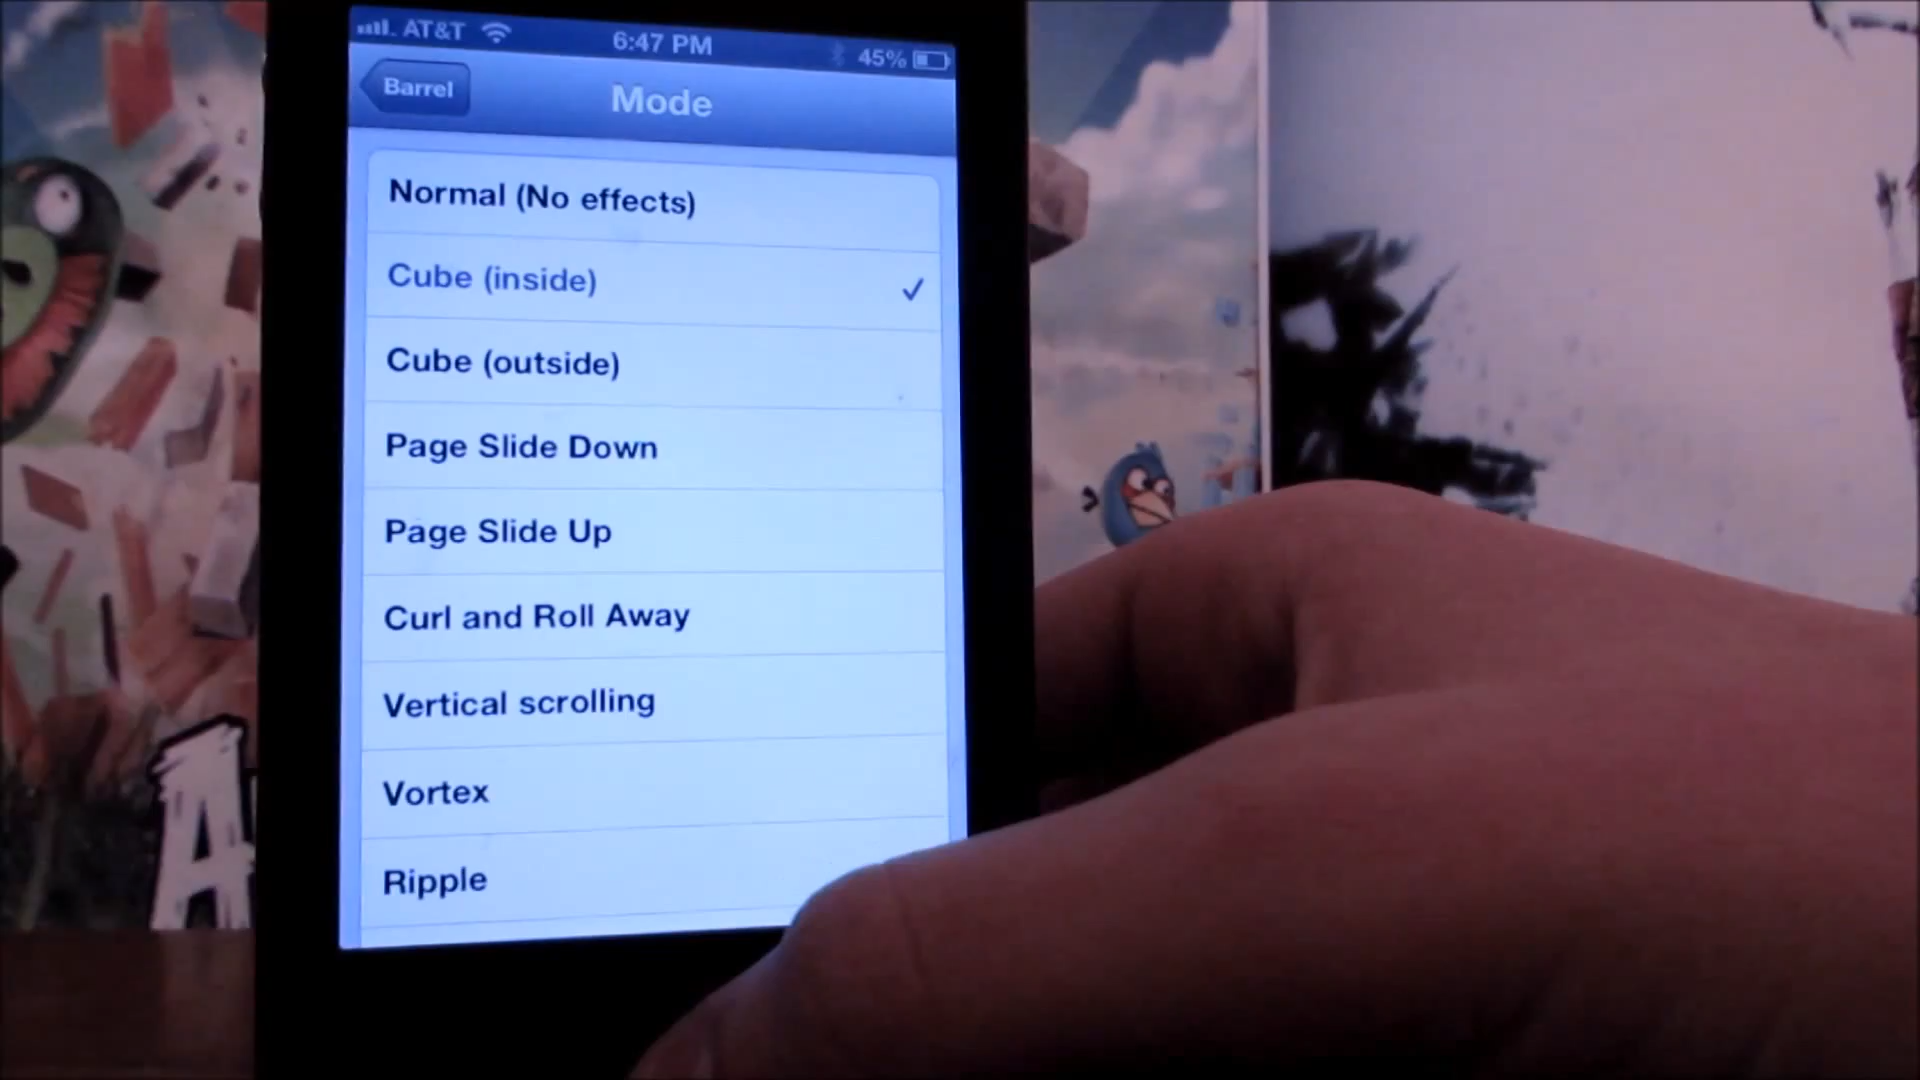 AT&T 6:47 PM 45%
Barrel Mode
Normal (No effects)
Cube (inside)
Cube (outside)
Page Slide Down
Page Slide Up
Curl and Roll Away
Vertical scrolling
Vortex
Ripple